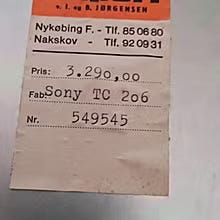 v. I. og B. JØRGENSEN
Nykøbing F. - Tlf. 85 06 80
Nakskov - Tlf. 92 09 31
Pris: 3.290,00
Fab: Sony TC 206
Nr. 549545